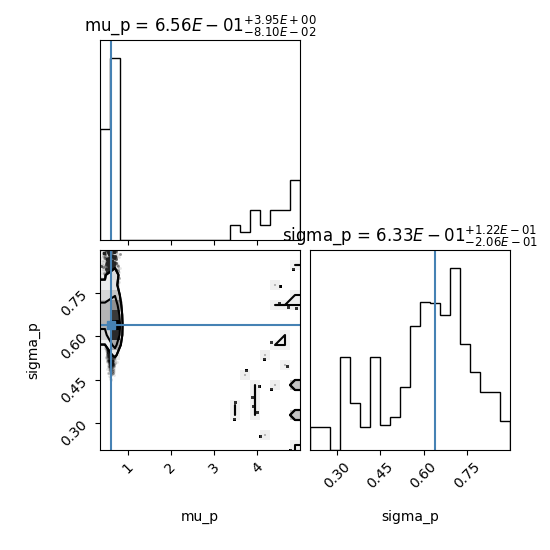 mu_p = 6.56E − 01+3.95E+00−8.10E−02
sigma_p = 6.33E − 01+1.22E−01−2.06E−01
0.75
0.60
0.45
0.30
sigma_p
1
2
3
4
mu_p
0.30
0.45
0.60
0.75
sigma_p